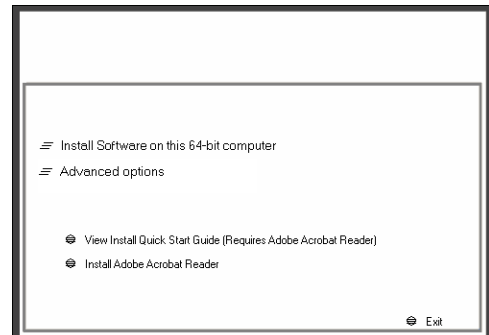 Install Software on this 64-bit computer
Advanced options
View Install Quick Start Guide (Requires Adobe Acrobat Reader)
Install Adobe Acrobat Reader
Exit